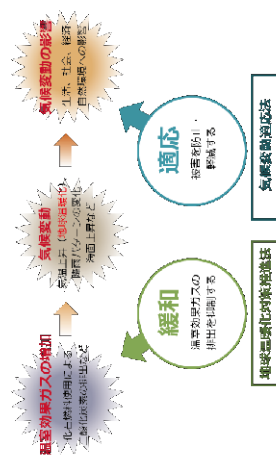 温室効果ガスの増加
化石燃料使用による
二酸化炭素の排出など
気候変動
気温上昇（地球温暖化）
降雨パターンの変化
海面上昇など
気候変動の影響
生活、社会、経済
自然環境への影響
緩和
温室効果ガスの
排出を抑制する
適応
被害を防止・
軽減する
地球温暖化対策推進法
気候変動適応法